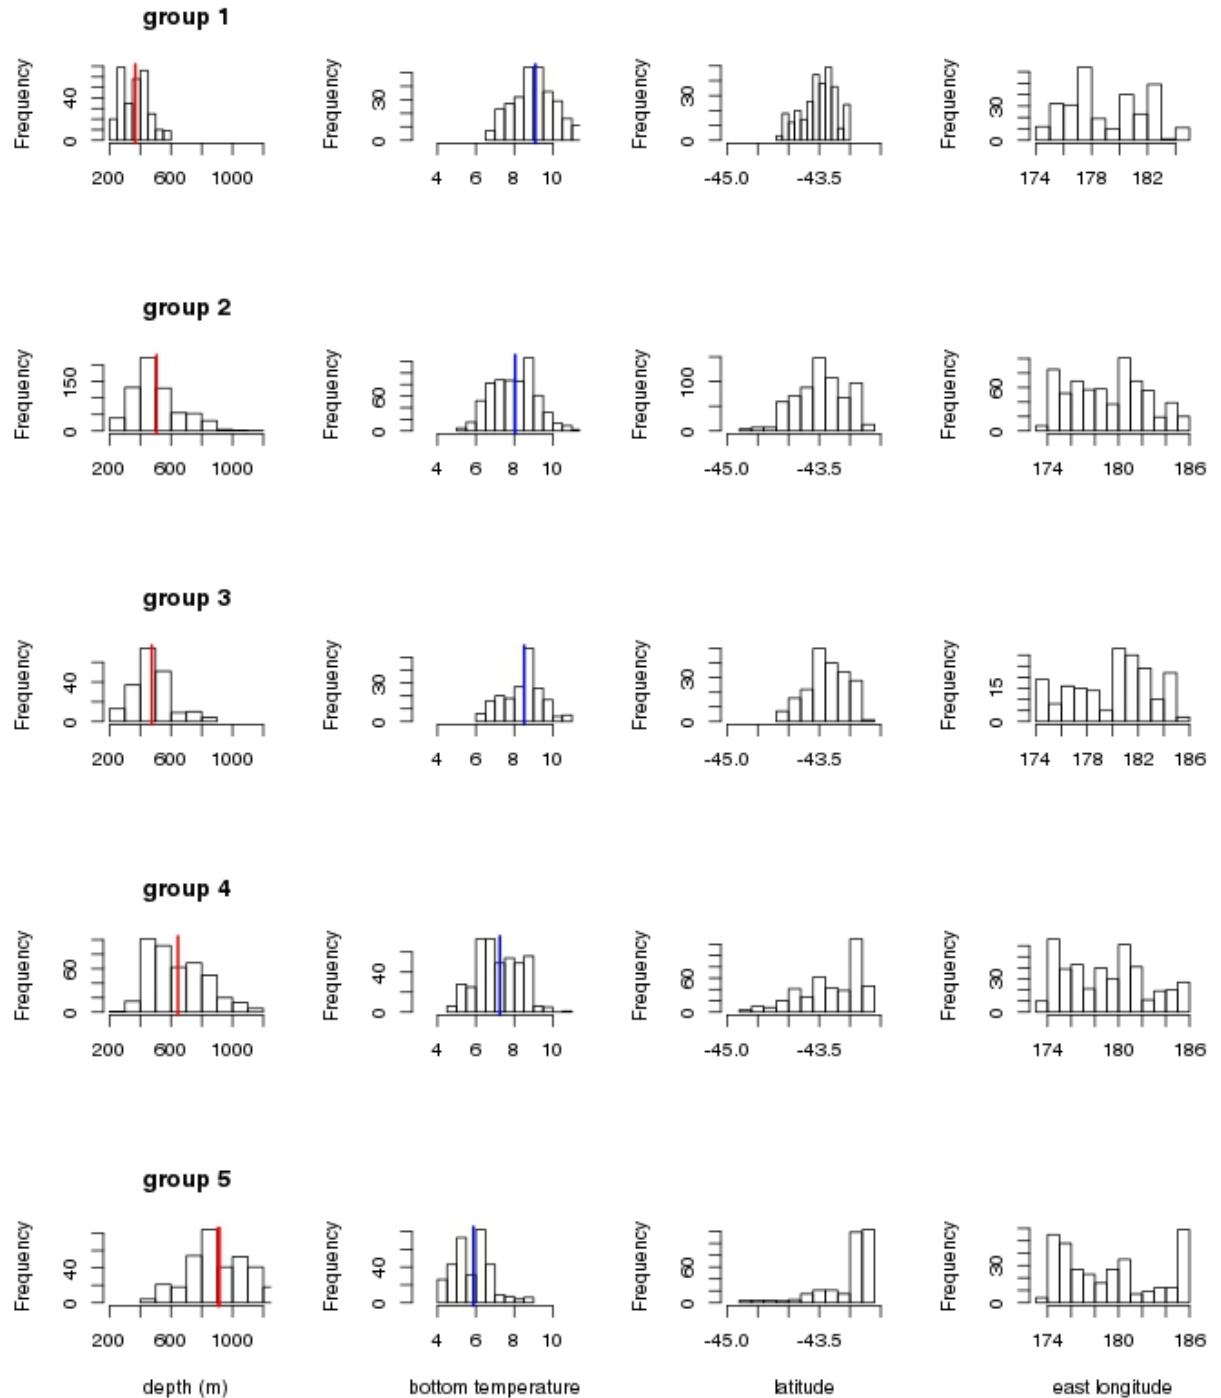 group 1
Frequency
0 40
200 600 1000
Frequency
0 30
4 6 8 10
Frequency
0 30
-45.0 -43.5
Frequency
0 30
174 178 182
group 2
Frequency
0 150
200 600 1000
Frequency
0 60
4 6 8 10
Frequency
0 100
-45.0 -43.5
Frequency
0 60
174 180 186
group 3
Frequency
0 40
200 600 1000
Frequency
0 30
4 6 8 10
Frequency
0 30
-45.0 -43.5
Frequency
0 15
174 178 182 186
group 4
Frequency
0 60
200 600 1000
Frequency
0 40
4 6 8 10
Frequency
0 60
-45.0 -43.5
Frequency
0 30
174 180 186
group 5
Frequency
0 40
200 600 1000
depth (m)
Frequency
0 40
4 6 8 10
bottom temperature
Frequency
0 60
-45.0 -43.5
latitude
Frequency
0 30
174 180 186
east longitude